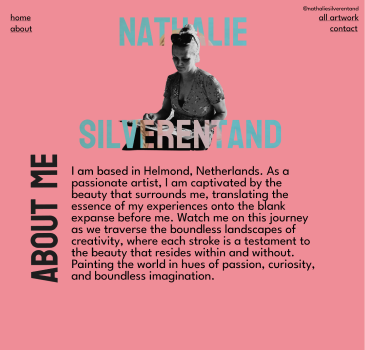 @nathaliesilverentand
home
all artwork
about
contact
NATHALIE
SILVERENTAND
ABOUT ME
I am based in Helmond, Netherlands. As a
passionate artist, I am captivated by the
beauty that surrounds me, translating the
essence of my experiences onto the blank
expanse before me. Watch me on this journey
as we traverse the boundless landscapes of
creativity, where each stroke is a testament to
the beauty that resides within and without.
Painting the world in hues of passion, curiosity,
and boundless imagination.